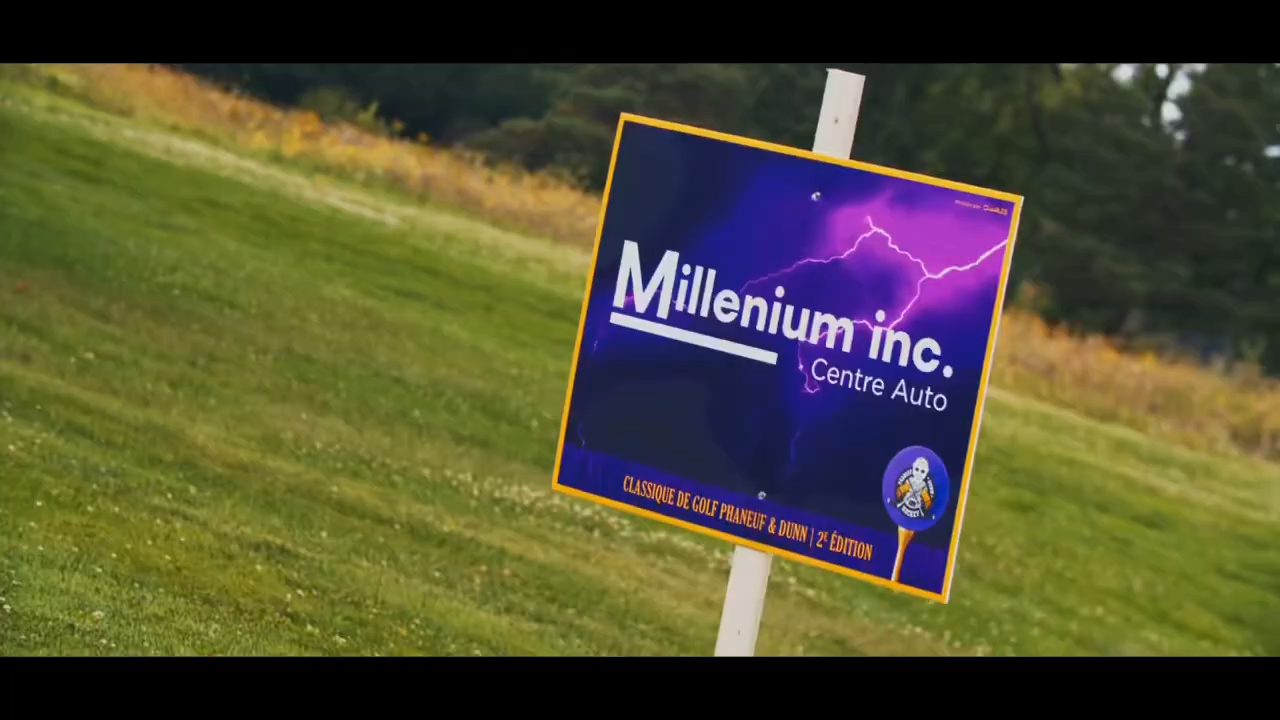 Millenium inc.
Centre Auto
CLASSIQUE DE GOLF PHANEUF & DUNN | 2E ÉDITION